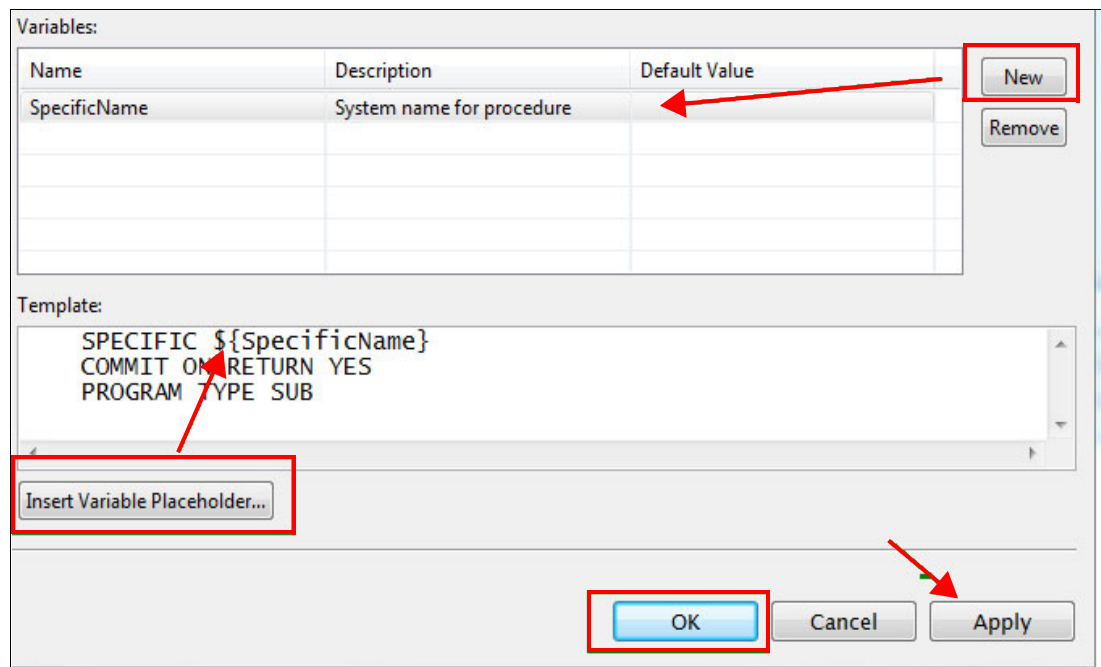 Variables:
Name Description Default Value New
SpecificName System name for procedure
Remove
Template:
SPECIFIC ${SpecificName}
COMMIT ON RETURN YES
PROGRAM TYPE SUB
Insert Variable Placeholder...
OK Cancel Apply